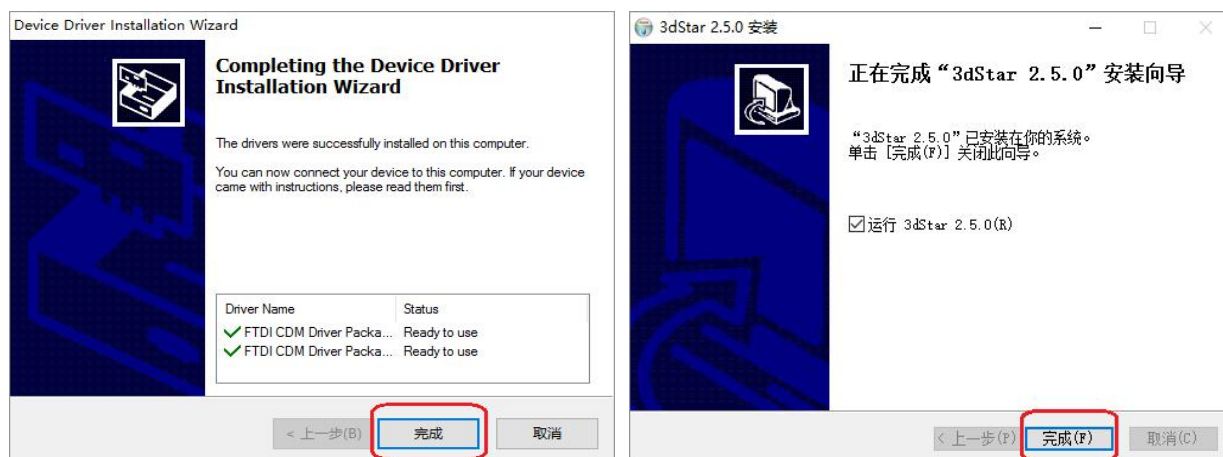 Device Driver Installation Wizard
Completing the Device Driver
Installation Wizard
The drivers were successfully installed on this computer.
You can now connect your device to this computer. If your device
came with instructions, please read them first.
Driver Name Status
FTDI CDM Driver Packa... Ready to use
FTDI CDM Driver Packa... Ready to use
< 上一步(B) 完成 取消
3dStar 2.5.0 安装
正在完成“3dStar 2.5.0”安装向导
“3dStar 2.5.0”已安装在你的系统。
单击 [完成(F)] 关闭此向导。
运行 3dStar 2.5.0(R)
< 上一步(P) 完成(F) 取消(C)